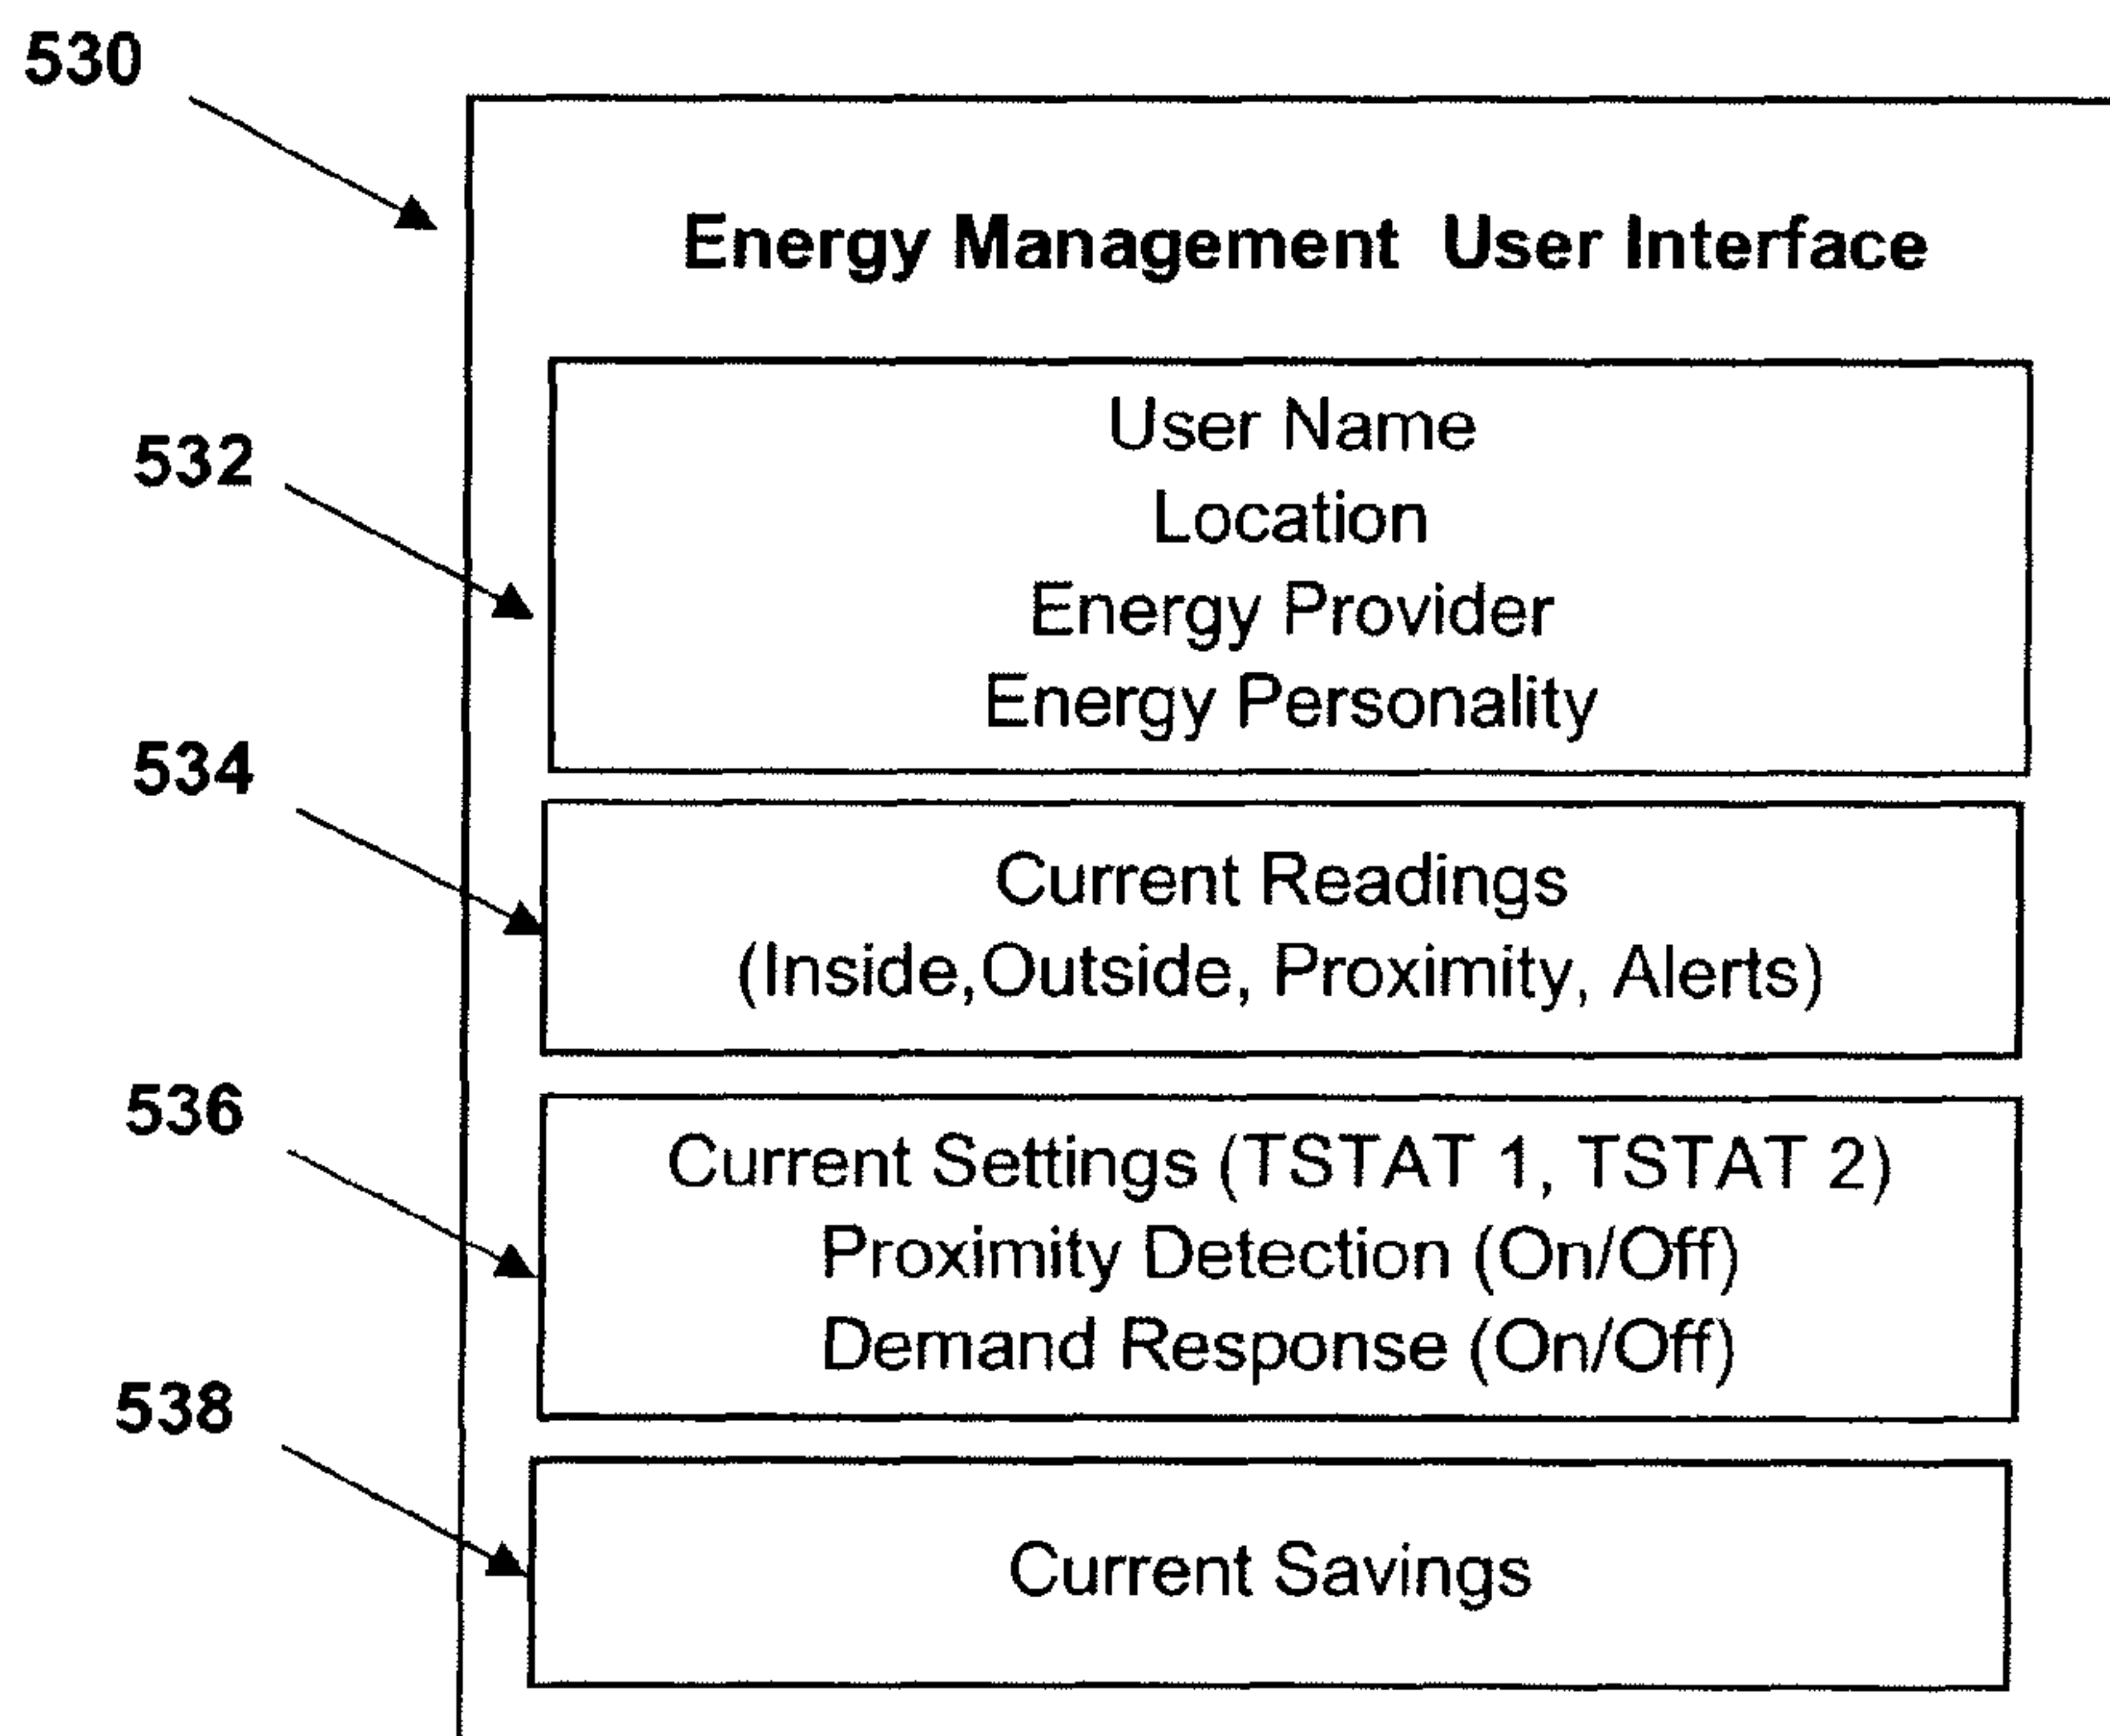 530
Energy Management User Interface
532
User Name
Location
Energy Provider
Energy Personality
534
Current Readings
(Inside,Outside, Proximity, Alerts)
536
Current Settings (TSTAT 1, TSTAT 2)
Proximity Detection (On/Off)
Demand Response (On/Off)
538
Current Savings